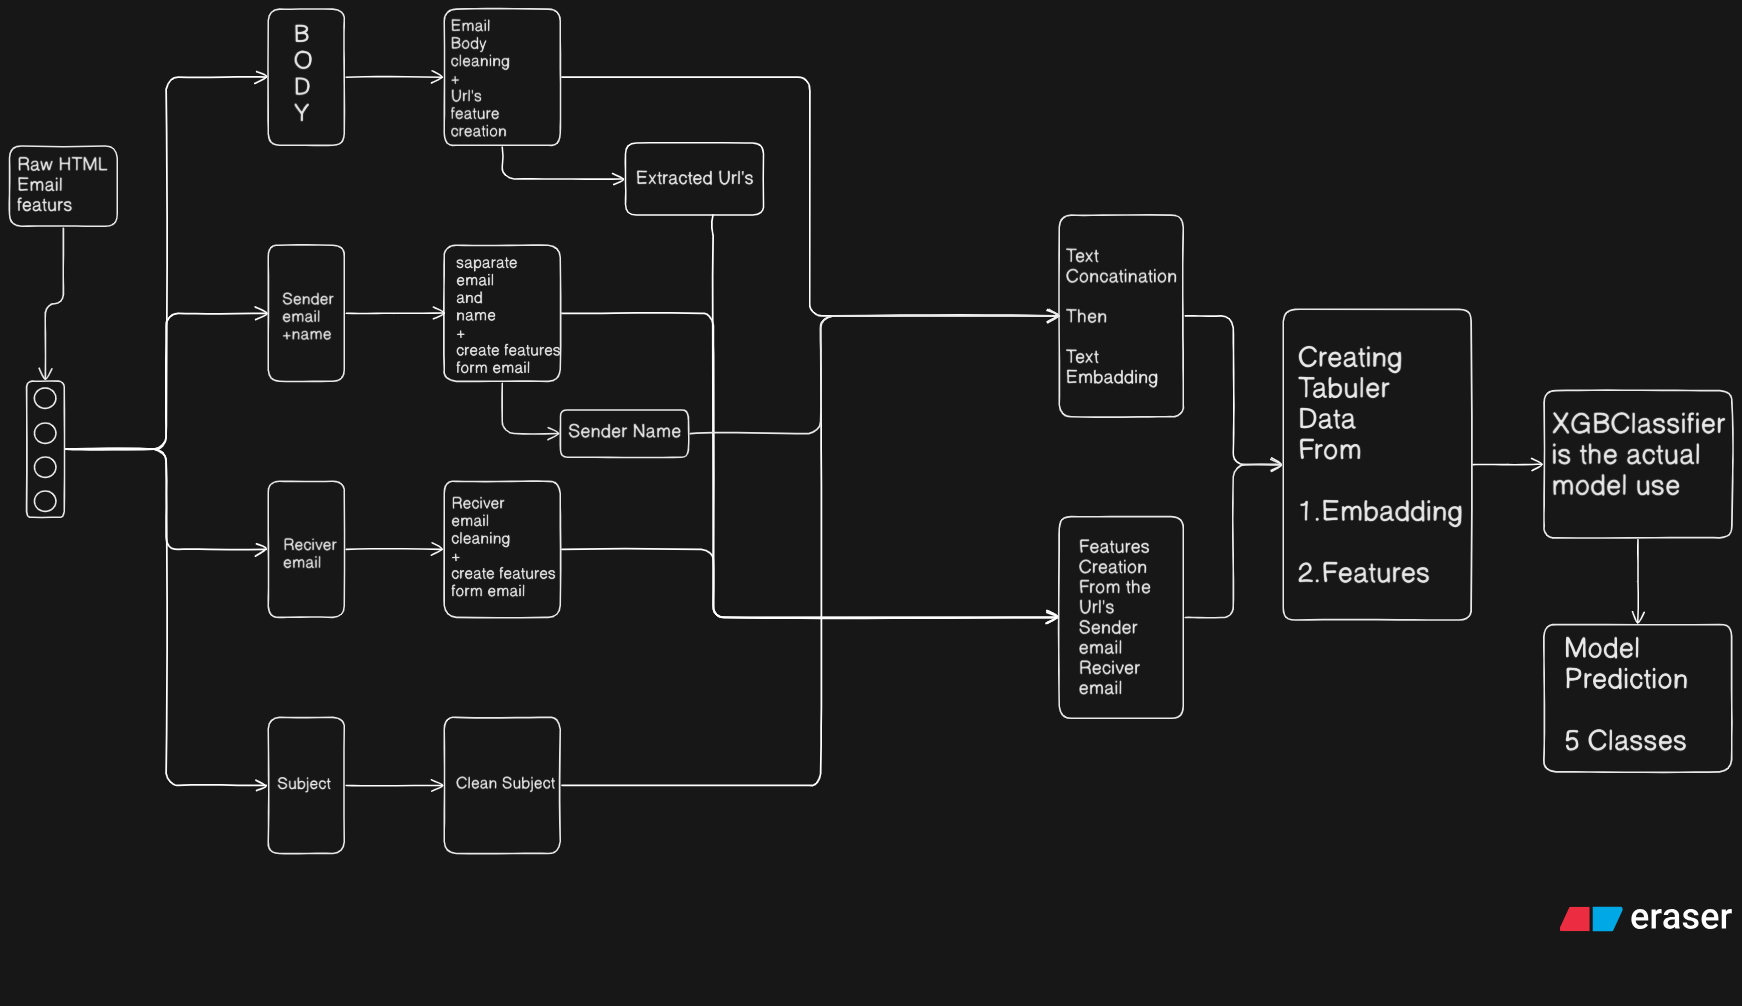 B
O
D
Y
Email
Body
cleaning
+
Url's
feature
creation
Raw HTML
Email
featurs
Extracted Url's
Sender
email
+name
saparate
email
and
name
+
create features
form email
Sender Name
Reciver
email
Reciver
email
cleaning
+
create features
form email
Subject
Clean Subject
Text
Concatination
Then
Text
Embadding
Features
Creation
From the
Url's
Sender
email
Reciver
email
Creating
Tabuler
Data
From
1.Embadding
2.Features
XGBClassifier
is the actual
model use
Model
Prediction
5 Classes
eraser